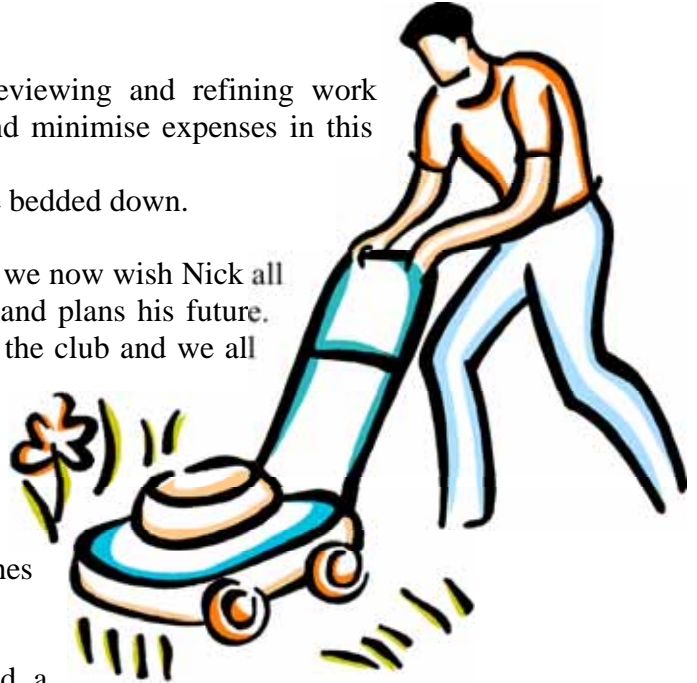 eviewing and refining work
nd minimise expenses in this
bedded down.
we now wish Nick all
and plans his future.
the club and we all
nes
d a